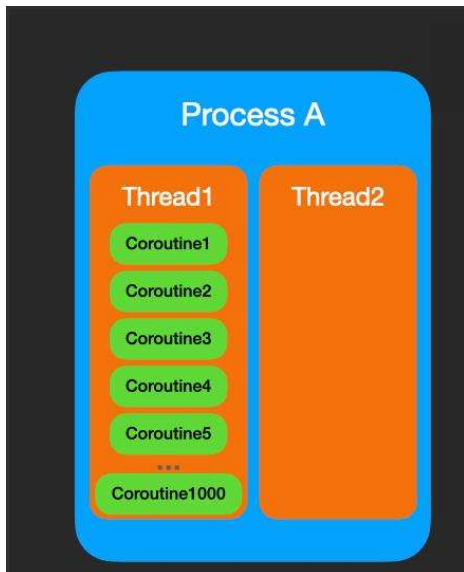 Process A
Thread1
Coroutine1
Coroutine2
Coroutine3
Coroutine4
Coroutine5
...
Coroutine1000
Thread2